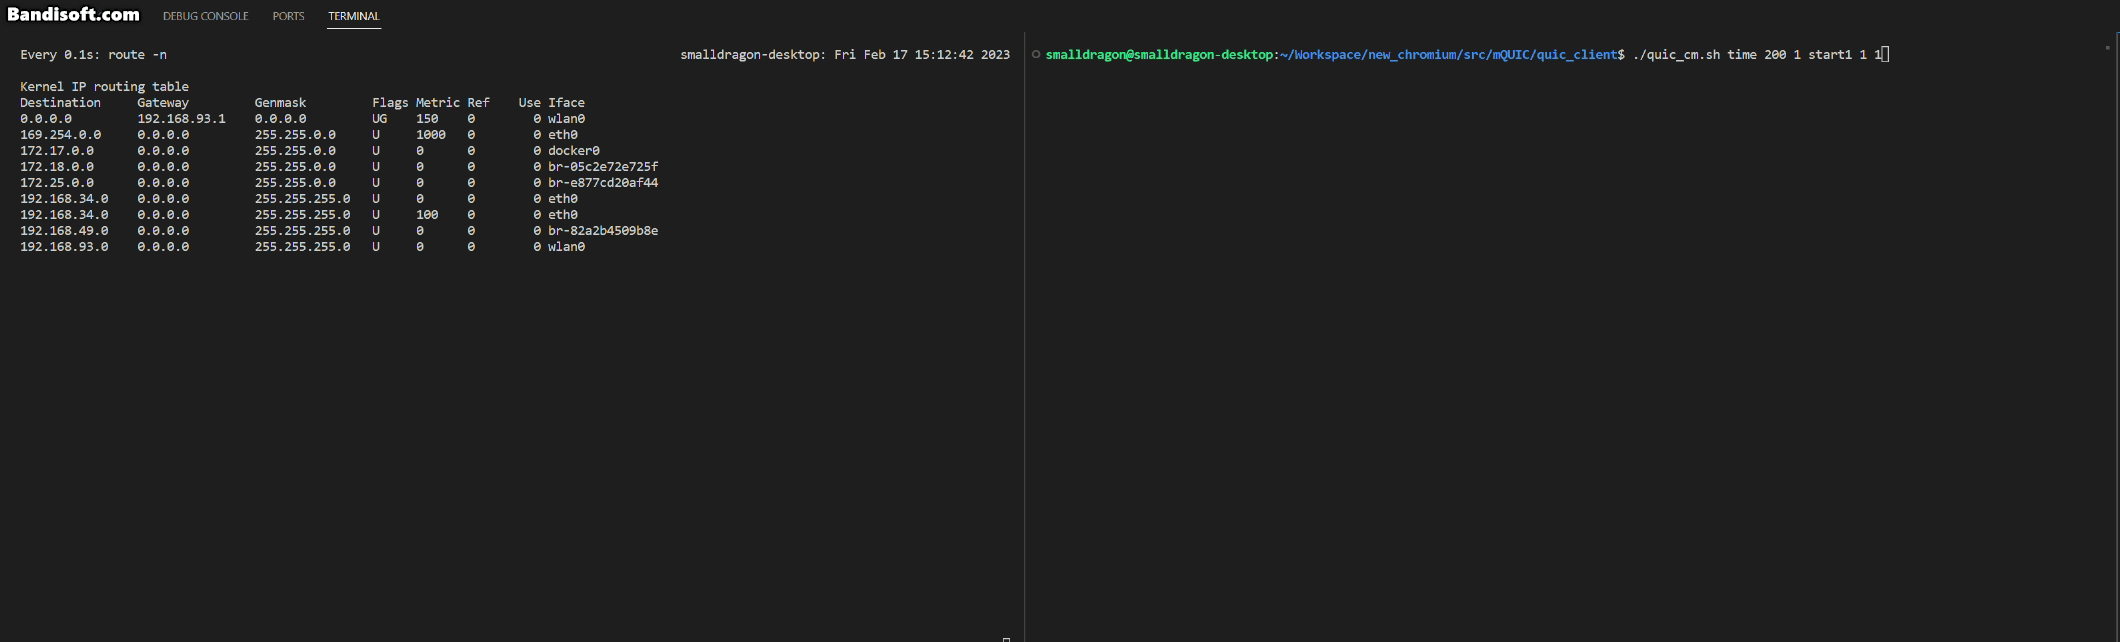 Bandisoft.com DEBUG CONSOLE PORTS TERMINAL
Every 0.1s: route -n smalldragon-desktop: Fri Feb 17 15:12:42 2023
Kernel IP routing table
Destination Gateway Genmask Flags Metric Ref Use Iface
0.0.0.0 192.168.93.1 0.0.0.0 UG 150 0 0 wlan0
169.254.0.0 0.0.0.0 255.255.0.0 U 1000 0 0 eth0
172.17.0.0 0.0.0.0 255.255.0.0 U 0 0 0 docker0
172.18.0.0 0.0.0.0 255.255.0.0 U 0 0 0 br-05c2e72e725f
172.25.0.0 0.0.0.0 255.255.0.0 U 0 0 0 br-e877cd20af44
192.168.34.0 0.0.0.0 255.255.255.0 U 0 0 0 eth0
192.168.34.0 0.0.0.0 255.255.255.0 U 100 0 0 eth0
192.168.49.0 0.0.0.0 255.255.255.0 U 0 0 0 br-82a2b4509b8e
192.168.93.0 0.0.0.0 255.255.255.0 U 0 0 0 wlan0
smalldragon@smalldragon-desktop:~/Workspace/new_chromium/src/mQUIC/quic_client$ ./quic_cm.sh time 200 1 start1 1 1